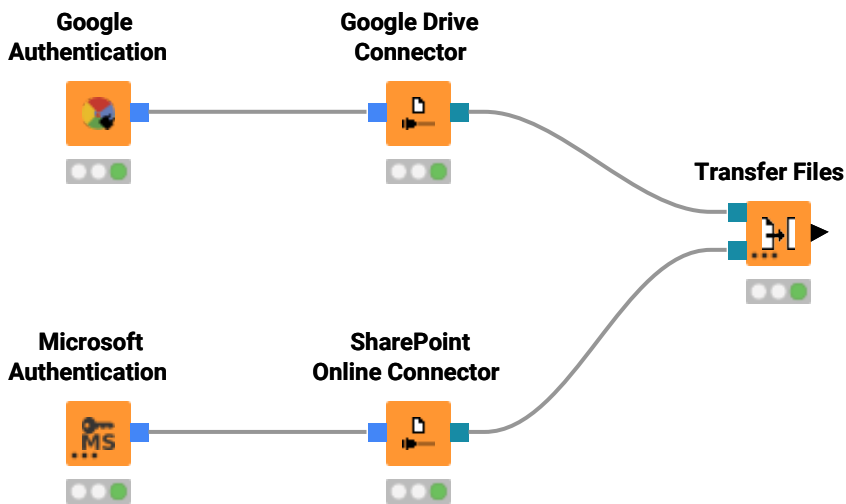 Google
Authentication
Google Drive
Connector
Transfer Files
Microsoft
Authentication
MS
SharePoint
Online Connector